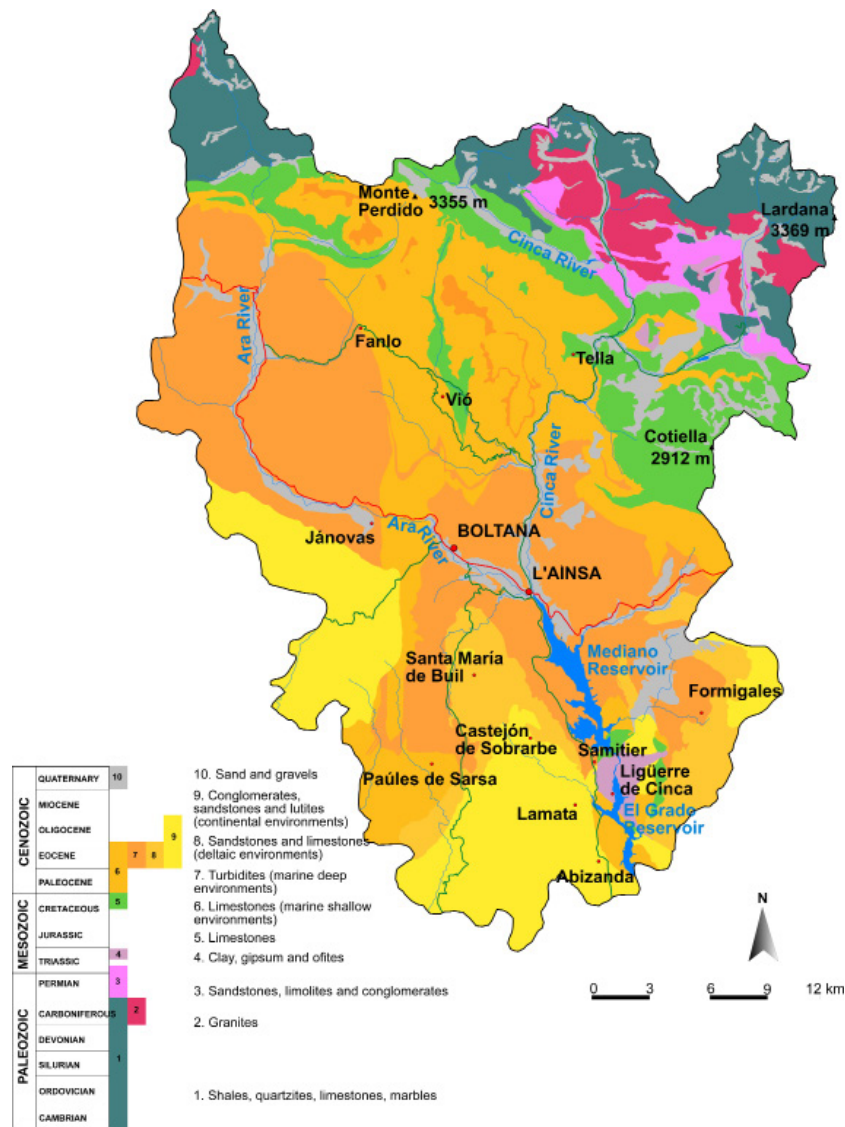 Monte
Perdido
3355 m
Lardana
3369 m
Cinca River
Ara River
Fanlo
Tella
Vió
Cotiella
2912 m
Cinca River
Jánovas
Ara River
BOLTANA
L'AINSA
Santa María
de Buil
Mediano
Reservoir
Formigales
Castejón
de Sobrarbe
Samitier
Paúles de Sarsa
Ligüerre
de Cinca
Lamata
El Grado
Reservoir
Abizanda
N
0 3 6 9 12 km
CENOZOIC
QUATERNARY
MIOCENE
OLIGOCENE
EOCENE
PALEOCENE
MESOZOIC
CRETACEOUS
JURASSIC
TRIASSIC
PALEOZOIC
PERMIAN
CARBONIFEROUS
DEVONIAN
SILURIAN
ORDOVICIAN
CAMBRIAN
10
9
7 8
6
5
4
3
2
1
10. Sand and gravels
9. Conglomerates,
sandstones and lutites
(continental environments)
8. Sandstones and limestones
(deltaic environments)
7. Turbidites (marine deep
environments)
6. Limestones (marine shallow
environments)
5. Limestones
4. Clay, gipsum and ofites
3. Sandstones, limolites and conglomerates
2. Granites
1. Shales, quartzites, limestones, marbles